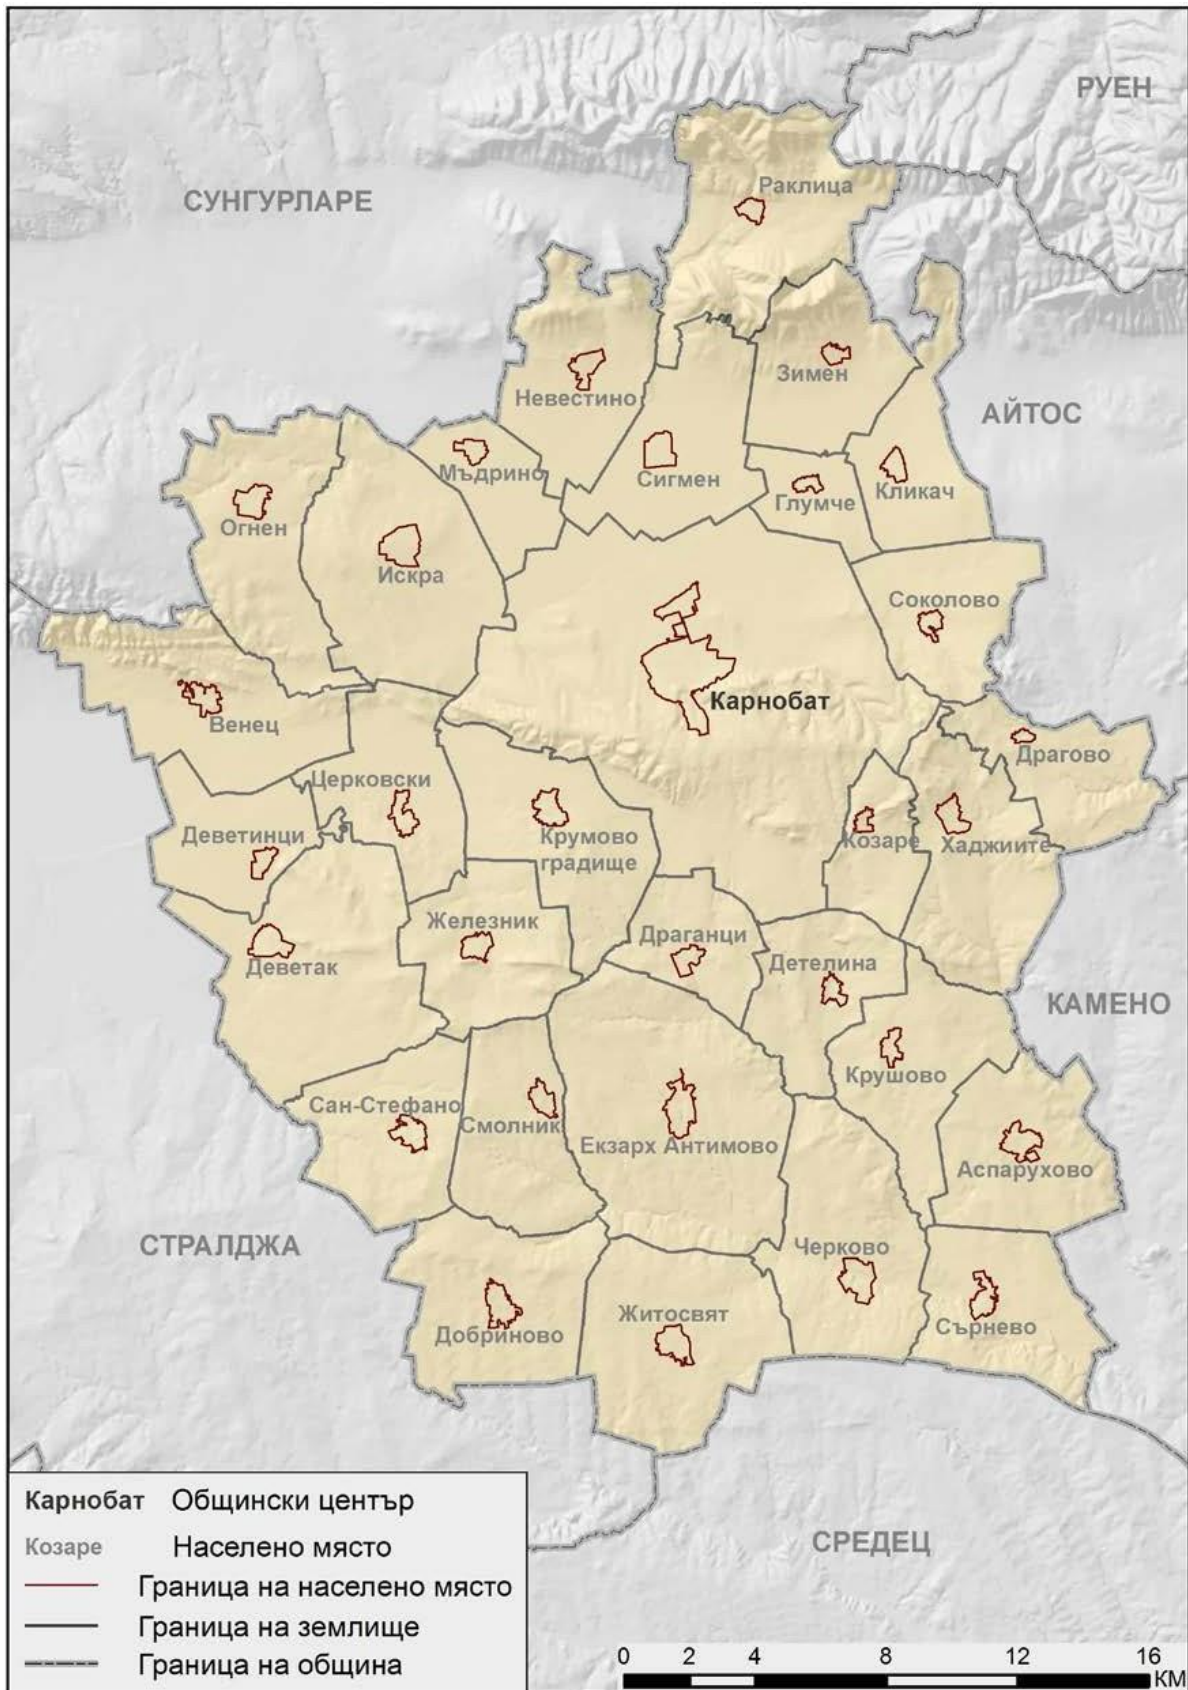 РУЕН
Раклица
СУНГУРЛАРЕ
Зимен
Невестино
АЙТОС
Мъдрино
Сигмен
Кликач
Глумче
Огнен
Искра
Соколово
Карнобат
Венец
Драгово
Церковски
Деветинци
Крумово
градище
Козаре
Хаджиите
Железник
Драганци
Детелина
Деветак
КАМЕНО
Крушово
Сан-Стефано
Смолник
Екзарх Антимово
Аспарухово
СТРАЛДЖА
Черково
Житосвят
Добриново
Сърнево
СРЕДЕЦ
Карнобат Общински център
Козаре Населено място
Граница на населено място
Граница на землище
Граница на община
0 2 4 8 12 16
КМ